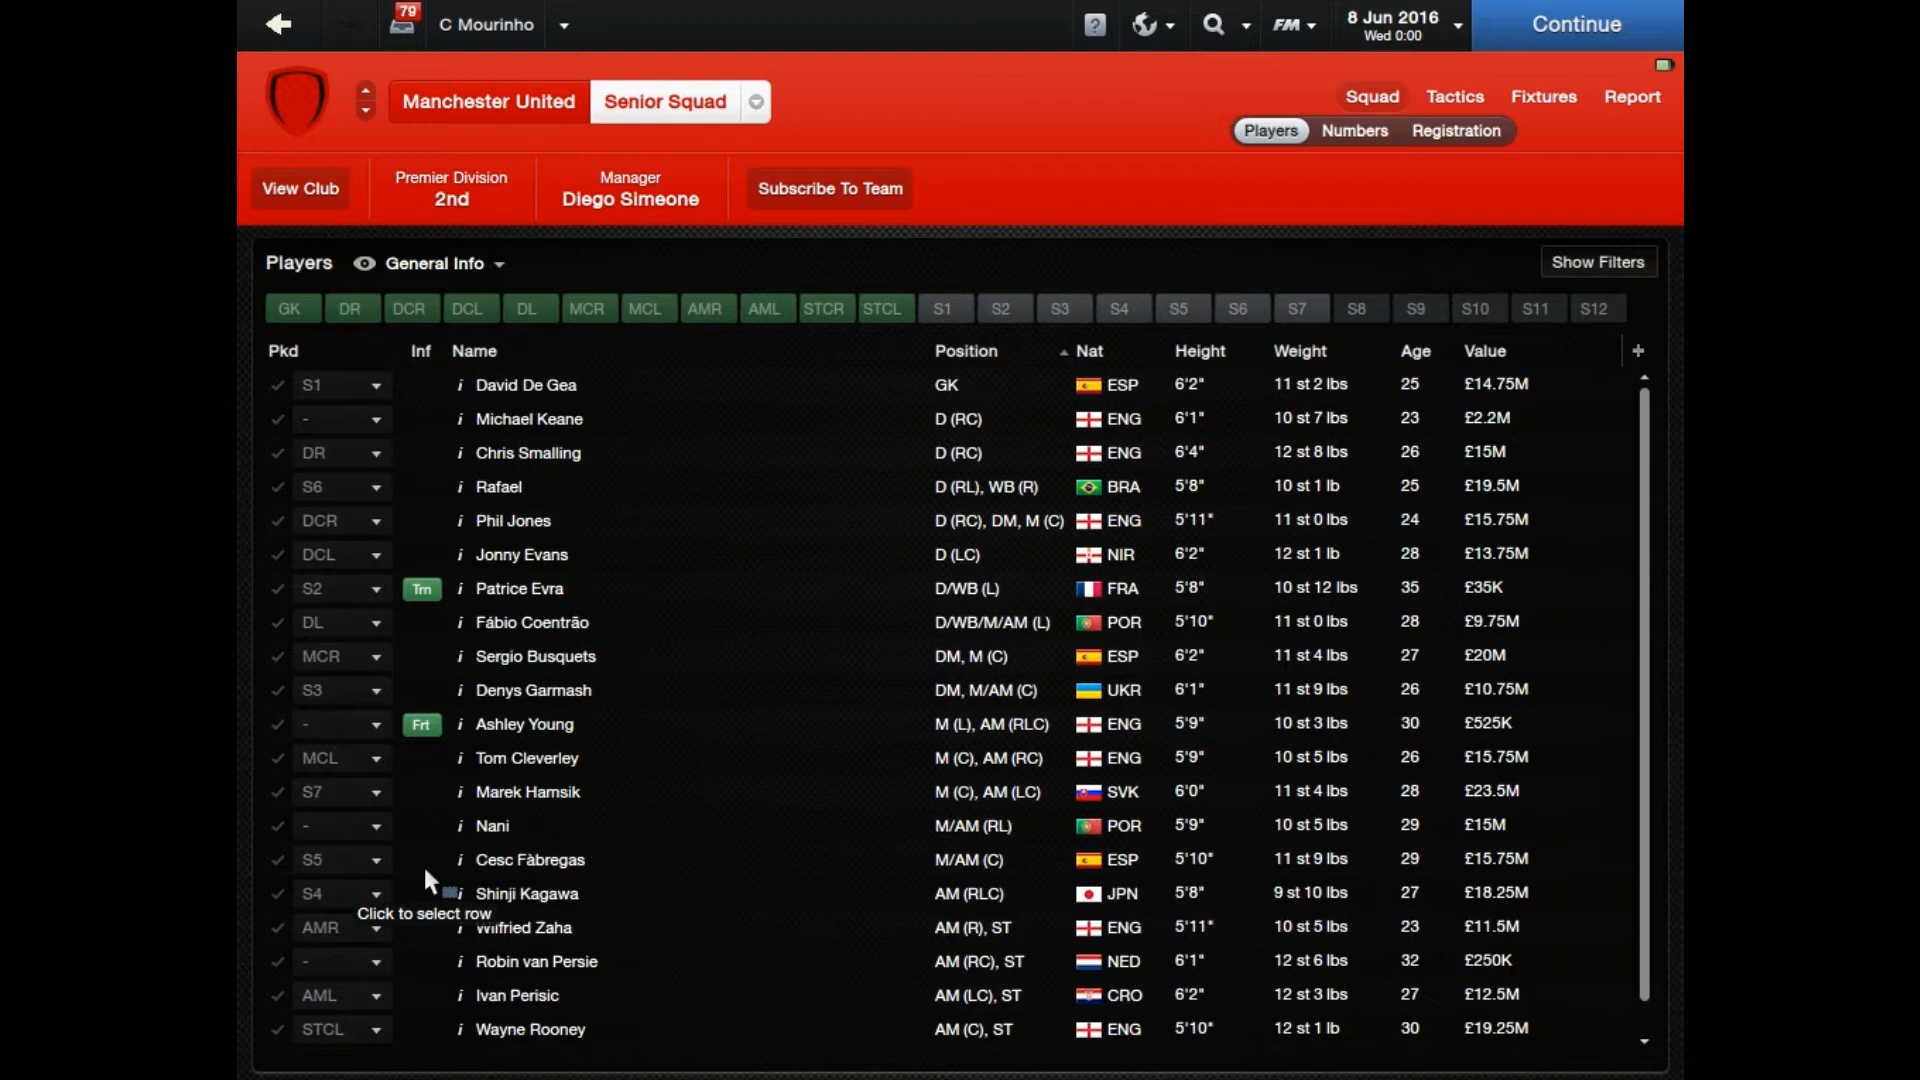 79 C Mourinho ? FM 8 Jun 2016 Continue
Wed 0:00
Manchester United Senior Squad Squad Tactics Fixtures Report
Players Numbers Registration
View Club Premier Division Manager Subscribe To Team
2nd Diego Simeone
Players General Info Show Filters
GK DR DCR DCL DL MCR MCL AMR AML STCR STCL S1 S2 S3 S4 S5 S6 S7 S8 S9 S10 S11 S12
Pkd Inf Name Position Nat Height Weight Age Value +
S1 i David De Gea GK ESP 6'2" 11 st 2 lbs 25 £14.75M
- i Michael Keane D (RC) ENG 6'1" 10 st 7 lbs 23 £2.2M
DR i Chris Smalling D (RC) ENG 6'4" 12 st 8 lbs 26 £15M
S6 i Rafael D (RL), WB (R) BRA 5'8" 10 st 1 lb 25 £19.5M
DCR i Phil Jones D (RC), DM, M (C) ENG 5'11" 11 st 0 lbs 24 £15.75M
DCL i Jonny Evans D (LC) NIR 6'2" 12 st 1 lb 28 £13.75M
S2 Trn i Patrice Evra D/WB (L) FRA 5'8" 10 st 12 lbs 35 £35K
DL i Fábio Coentrão D/WB/M/AM (L) POR 5'10" 11 st 0 lbs 28 £9.75M
MCR i Sergio Busquets DM, M (C) ESP 6'2" 11 st 4 lbs 27 £20M
S3 i Denys Garmash DM, M/AM (C) UKR 6'1" 11 st 9 lbs 26 £10.75M
- Frt i Ashley Young M (L), AM (RLC) ENG 5'9" 10 st 3 lbs 30 £525K
MCL i Tom Cleverley M (C), AM (RC) ENG 5'9" 10 st 5 lbs 26 £15.75M
S7 i Marek Hamsik M (C), AM (LC) SVK 6'0" 11 st 4 lbs 28 £23.5M
- i Nani M/AM (RL) POR 5'9" 10 st 5 lbs 29 £15M
S5 i Cesc Fàbregas M/AM (C) ESP 5'10" 11 st 9 lbs 29 £15.75M
S4 i Shinji Kagawa AM (RLC) JPN 5'8" 9 st 10 lbs 27 £18.25M
Click to select row
AMR i Wilfried Zaha AM (R), ST ENG 5'11" 10 st 5 lbs 23 £11.5M
- i Robin van Persie AM (RC), ST NED 6'1" 12 st 6 lbs 32 £250K
AML i Ivan Perisic AM (LC), ST CRO 6'2" 12 st 3 lbs 27 £12.5M
STCL i Wayne Rooney AM (C), ST ENG 5'10" 12 st 1 lb 30 £19.25M